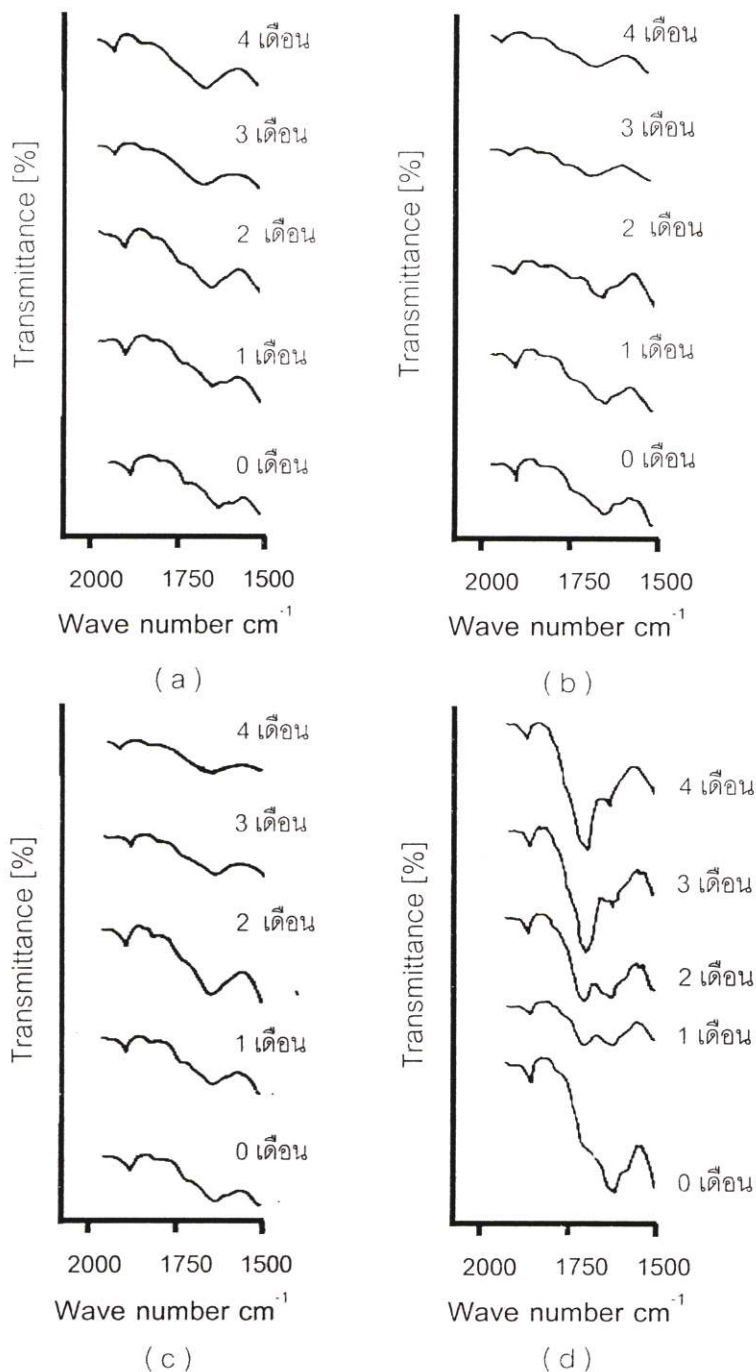 Transmittance [%]
4 เดือน
3 เดือน
2 เดือน
1 เดือน
0 เดือน
2000 1750 1500
Wave number cm-1
(a)
Transmittance [%]
4 เดือน
3 เดือน
2 เดือน
1 เดือน
0 เดือน
2000 1750 1500
Wave number cm-1
(b)
Transmittance [%]
4 เดือน
3 เดือน
2 เดือน
1 เดือน
0 เดือน
2000 1750 1500
Wave number cm-1
(c)
Transmittance [%]
4 เดือน
3 เดือน
2 เดือน
1 เดือน
0 เดือน
2000 1750 1500
Wave number cm-1
(d)